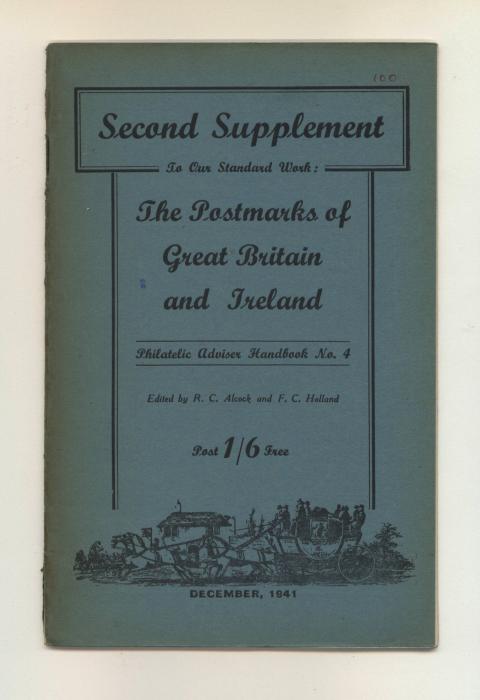 100
Second Supplement
To Our Standard Work:
The Postmarks of
Great Britain
and Ireland
Philatelic Adviser Handbook No. 4
Edited by R. C. Alcock and F. C. Holland
Post 1/6 Free
DECEMBER, 1941